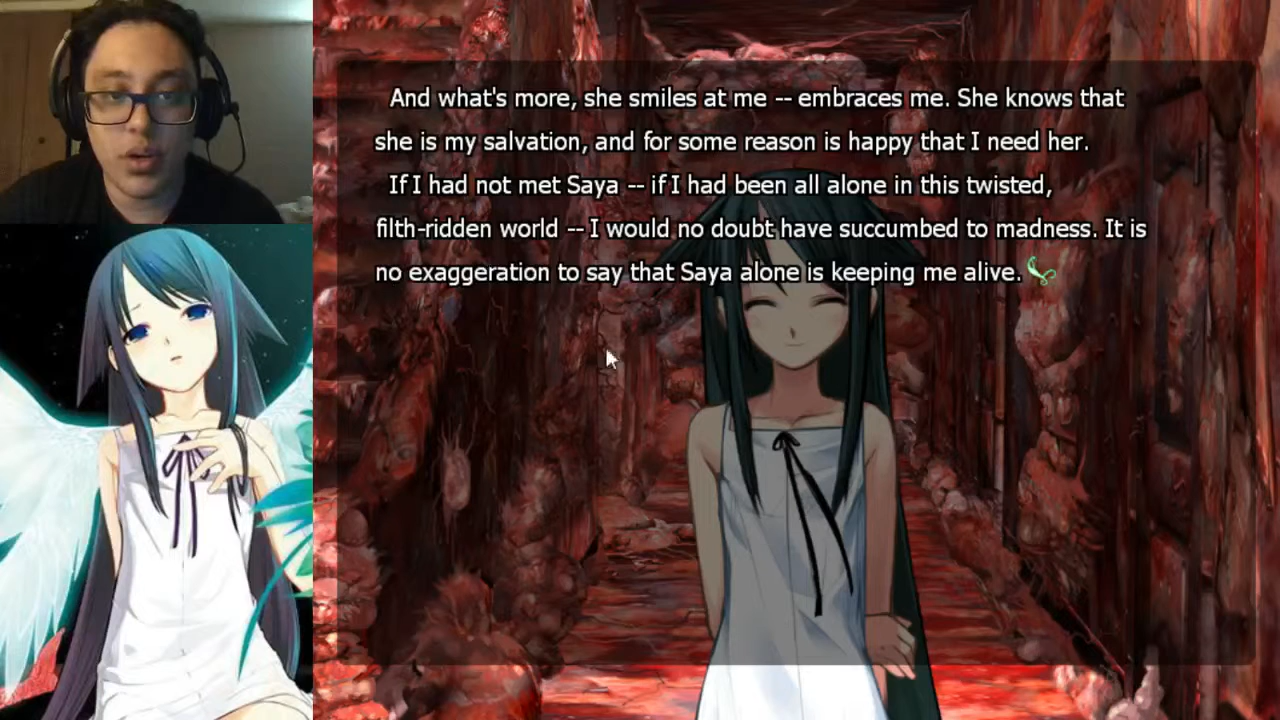 And what's more, she smiles at me -- embraces me. She knows that
she is my salvation, and for some reason is happy that I need her.
If I had not met Saya -- if I had been all alone in this twisted,
filth-ridden world -- I would no doubt have succumbed to madness. It is
no exaggeration to say that Saya alone is keeping me alive.